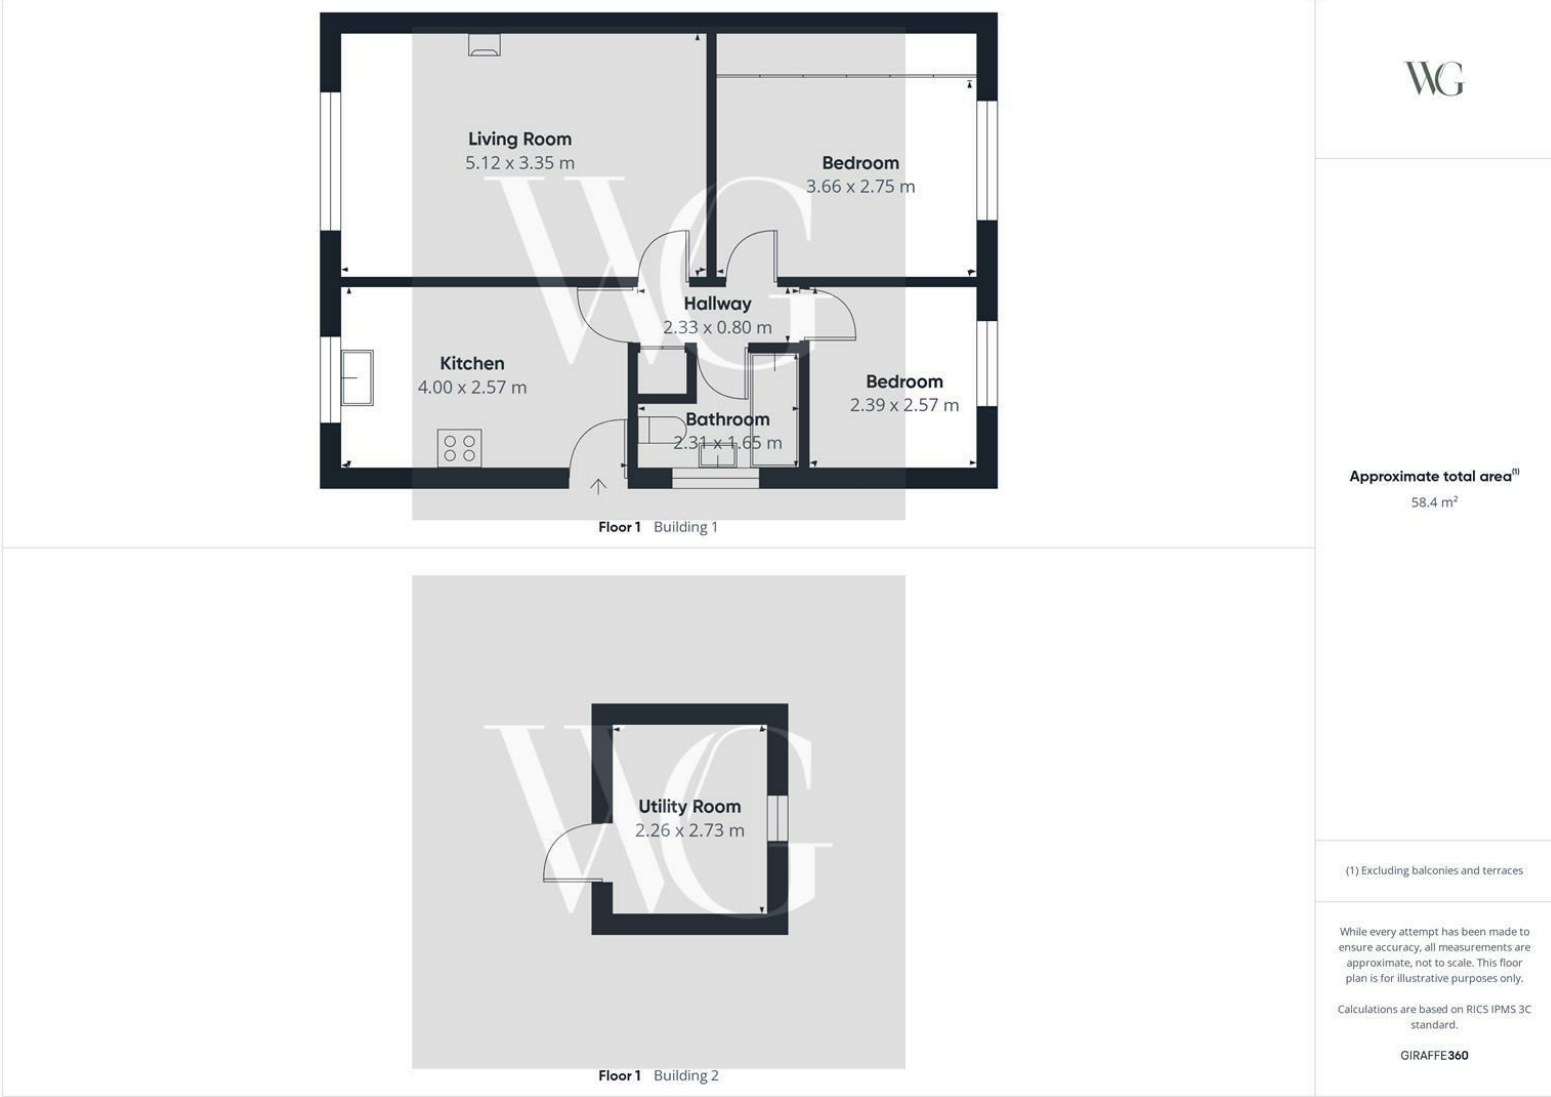 Living Room
5.12 x 3.35 m
Bedroom
3.66 x 2.75 m
Hallway
2.33 x 0.80 m
Kitchen
4.00 x 2.57 m
Bedroom
2.39 x 2.57 m
Bathroom
2.31 x 1.65 m
Floor 1 Building 1
WG
Utility Room
2.26 x 2.73 m
Floor 1 Building 2
WG
WG
Approximate total area(1)
58.4 m²
(1) Excluding balconies and terraces
While every attempt has been made to
ensure accuracy, all measurements are
approximate, not to scale. This floor
plan is for illustrative purposes only.
Calculations are based on RICS IPMS 3C
standard.
GIRAFFE360